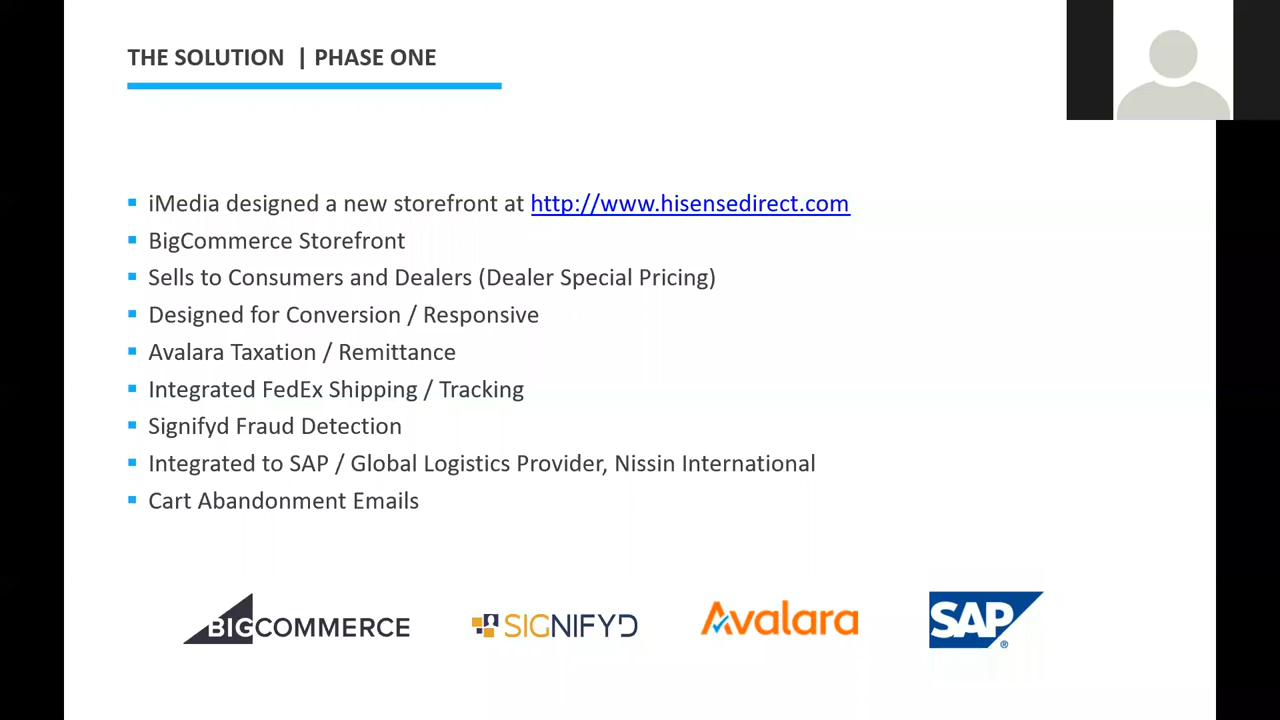 THE SOLUTION | PHASE ONE
iMedia designed a new storefront at http://www.hisensedirect.com
BigCommerce Storefront
Sells to Consumers and Dealers (Dealer Special Pricing)
Designed for Conversion / Responsive
Avalara Taxation / Remittance
Integrated FedEx Shipping / Tracking
Signifyd Fraud Detection
Integrated to SAP / Global Logistics Provider, Nissin International
Cart Abandonment Emails
BIGCOMMERCE SIGNIFYD Avalara SAP®